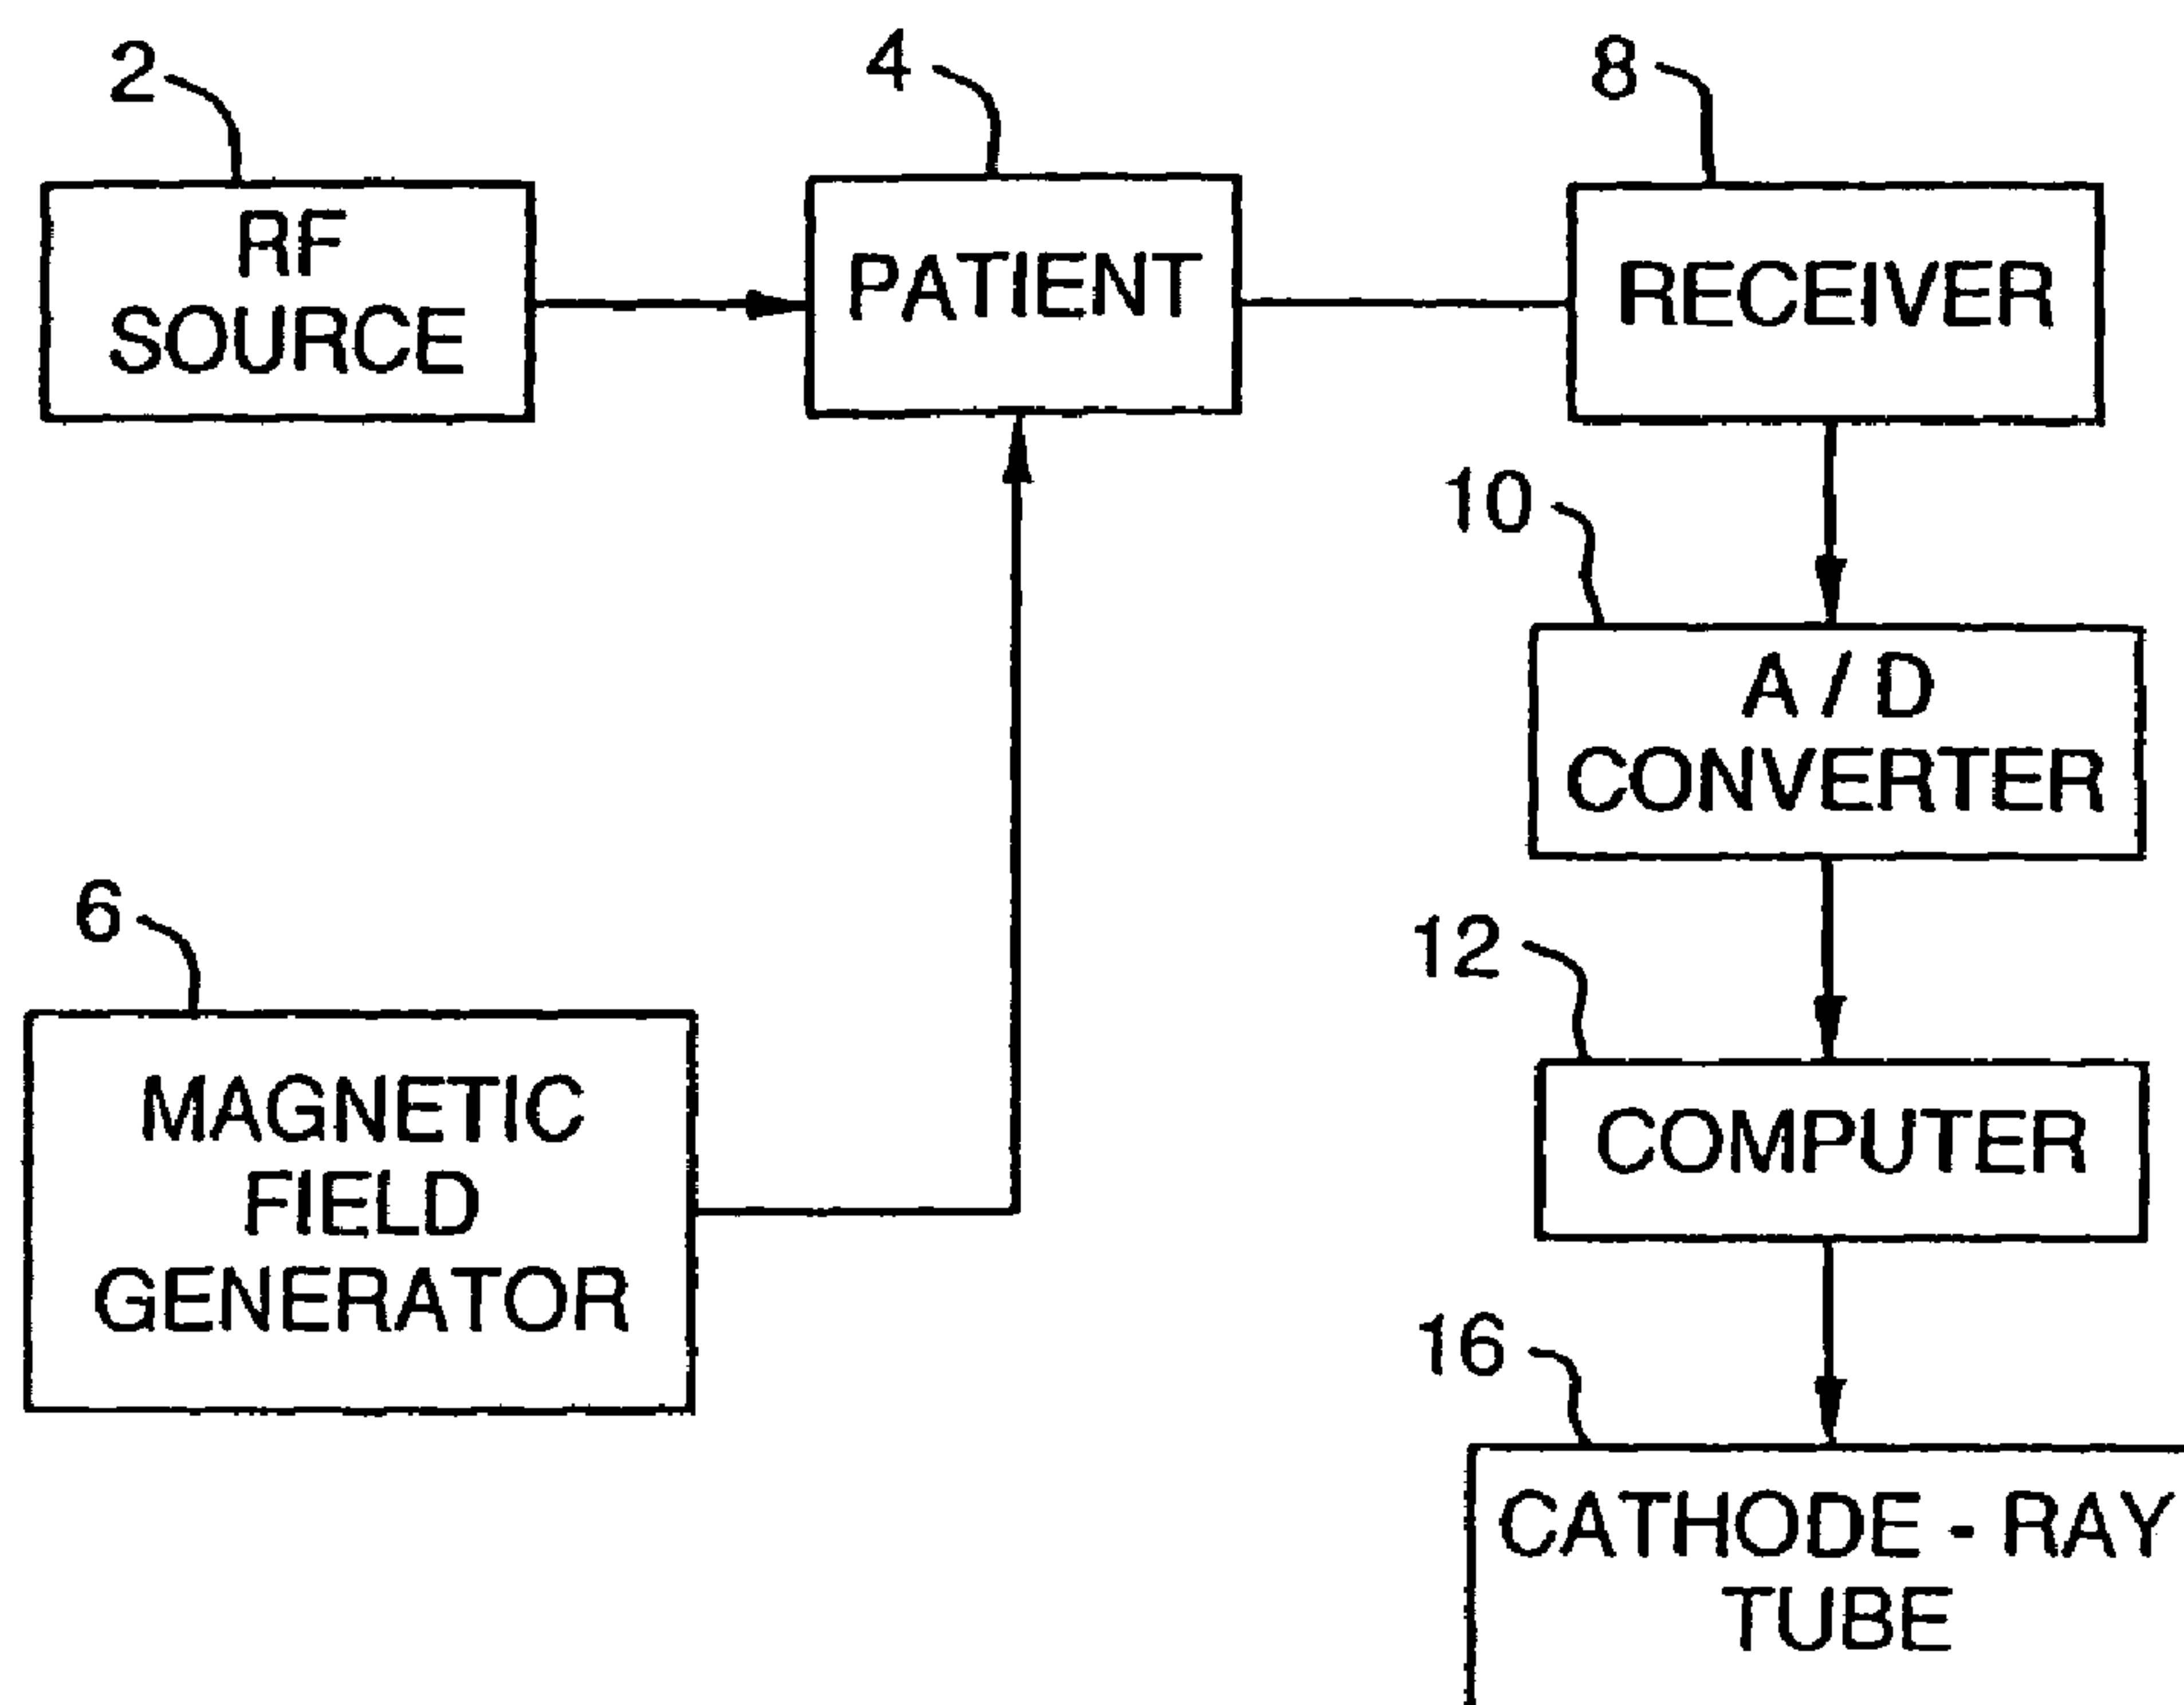 2
RF
SOURCE
4
PATIENT
8
RECEIVER
10
A / D
CONVERTER
6
MAGNETIC
FIELD
GENERATOR
12
COMPUTER
16
CATHODE - RAY
TUBE